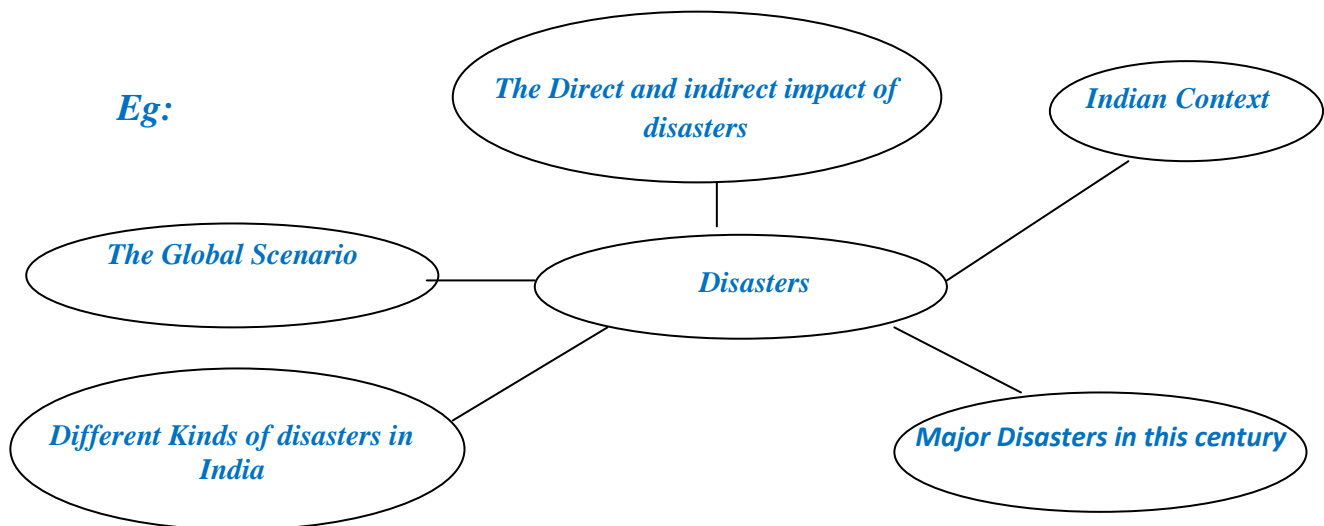 Eg:
The Direct and indirect impact of
disasters
Indian Context
The Global Scenario
Disasters
Different Kinds of disasters in
India
Major Disasters in this century